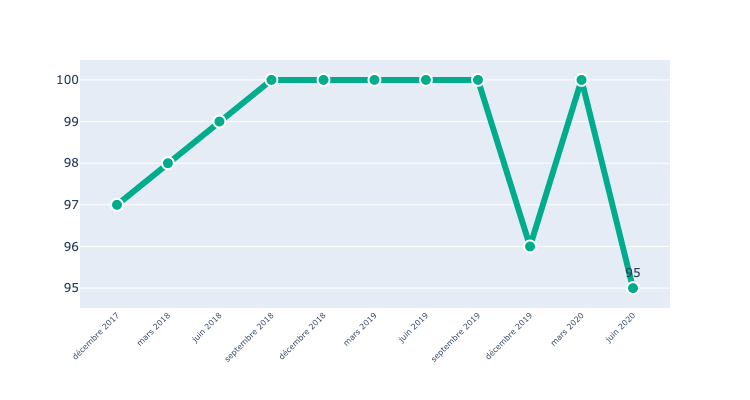 100
99
98
97
96
95
95
décembre 2017
mars 2018
juin 2018
septembre 2018
décembre 2018
mars 2019
juin 2019
septembre 2019
décembre 2019
mars 2020
juin 2020